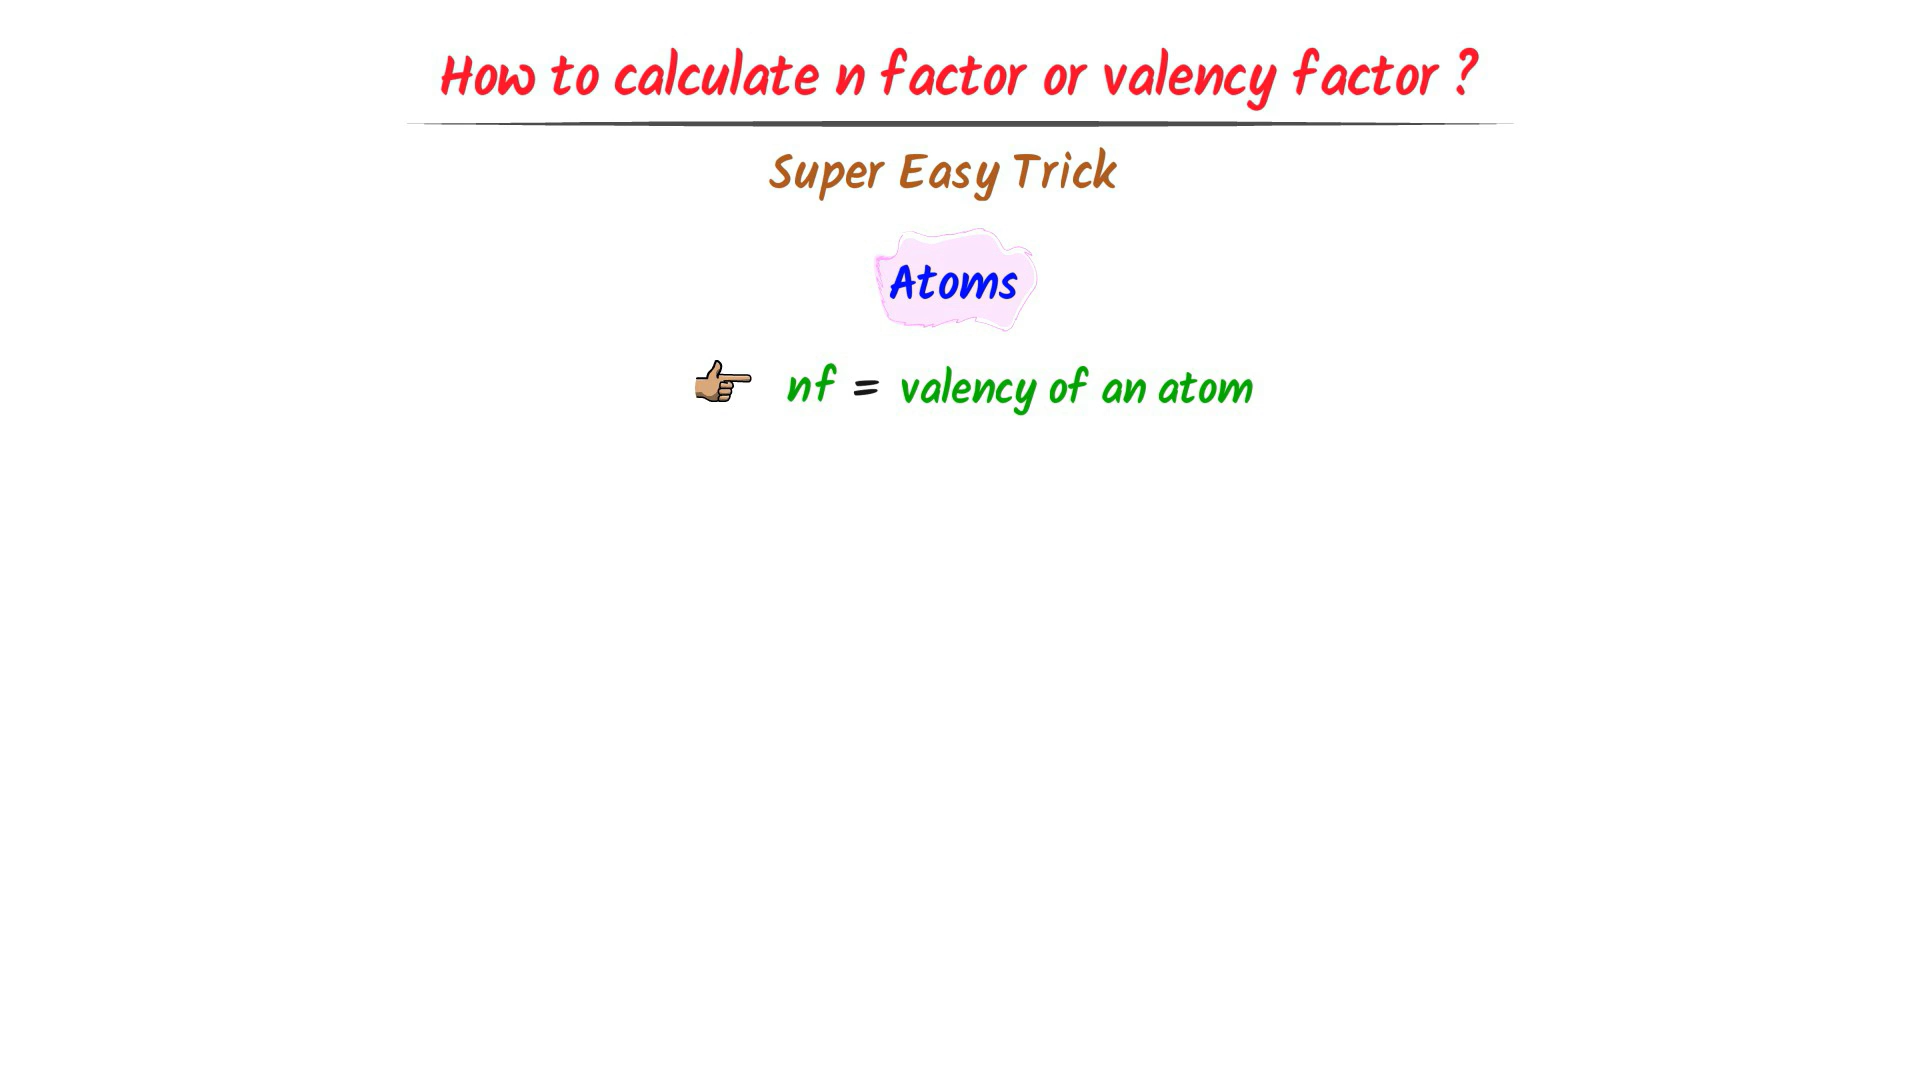 How to calculate n factor or valency factor ?
Super Easy Trick
Atoms
nf = valency of an atom